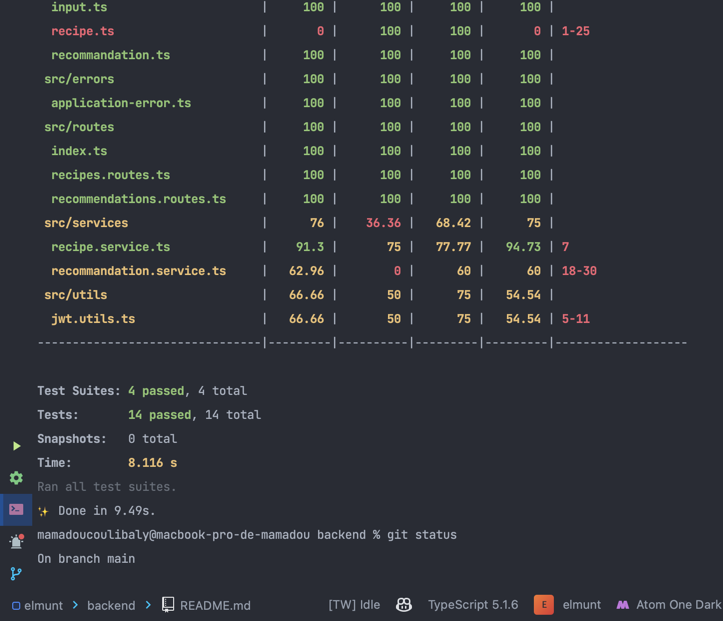 input.ts | 100 | 100 | 100 | 100 |
recipe.ts | 0 | 100 | 100 | 0 | 1-25
recommandation.ts | 100 | 100 | 100 | 100 |
src/errors | 100 | 100 | 100 | 100 |
application-error.ts | 100 | 100 | 100 | 100 |
src/routes | 100 | 100 | 100 | 100 |
index.ts | 100 | 100 | 100 | 100 |
recipes.routes.ts | 100 | 100 | 100 | 100 |
recommendations.routes.ts | 100 | 100 | 100 | 100 |
src/services | 76 | 36.36 | 68.42 | 75 |
recipe.service.ts | 91.3 | 75 | 77.77 | 94.73 | 7
recommandation.service.ts | 62.96 | 0 | 60 | 60 | 18-30
src/utils | 66.66 | 50 | 75 | 54.54 |
jwt.utils.ts | 66.66 | 50 | 75 | 54.54 | 5-11
------------------------------|---------|----------|---------|---------|-------------------
Test Suites: 4 passed, 4 total
Tests: 14 passed, 14 total
Snapshots: 0 total
Time: 8.116 s
Ran all test suites.
✨ Done in 9.49s.
mamadoucoulibaly@macbook-pro-de-mamadou backend % git status
On branch main
elmunt > backend > README.md [TW] Idle TypeScript 5.1.6 E elmunt Atom One Dark